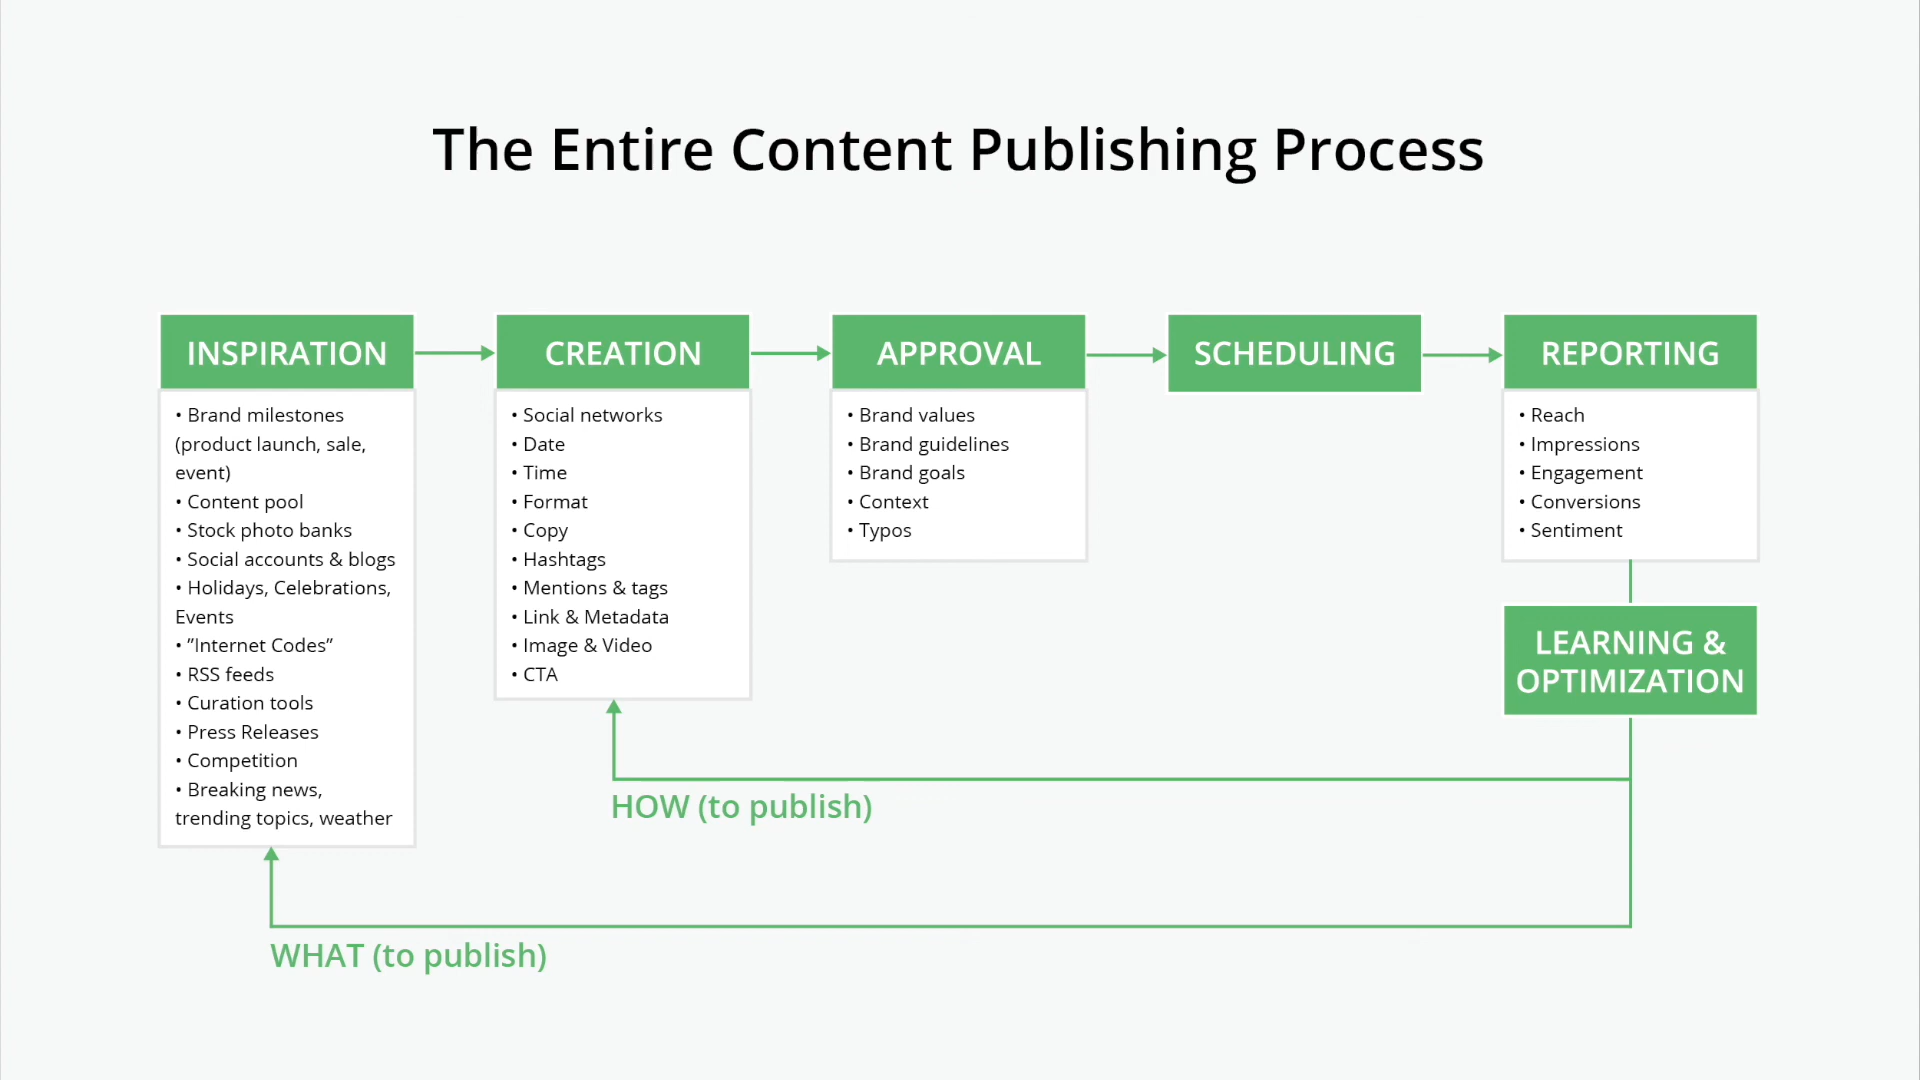 The Entire Content Publishing Process
INSPIRATION
• Brand milestones
(product launch, sale,
event)
• Content pool
• Stock photo banks
• Social accounts & blogs
• Holidays, Celebrations,
Events
• ”Internet Codes”
• RSS feeds
• Curation tools
• Press Releases
• Competition
• Breaking news,
trending topics, weather
CREATION
• Social networks
• Date
• Time
• Format
• Copy
• Hashtags
• Mentions & tags
• Link & Metadata
• Image & Video
• CTA
APPROVAL
• Brand values
• Brand guidelines
• Brand goals
• Context
• Typos
SCHEDULING
REPORTING
• Reach
• Impressions
• Engagement
• Conversions
• Sentiment
LEARNING &
OPTIMIZATION
HOW (to publish)
WHAT (to publish)